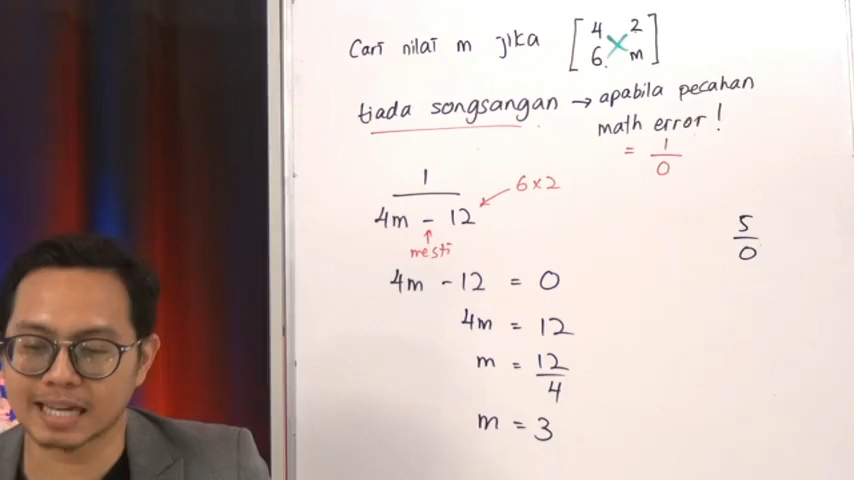 Cari nilai m jika [ 4 2
6 m ]
tiada songsangan → apabila pecahan
math error!
= 1/0
1
4m - 12 ← 6 x 2
↑
mesti
5/0
4m - 12 = 0
4m = 12
m = 12/4
m = 3